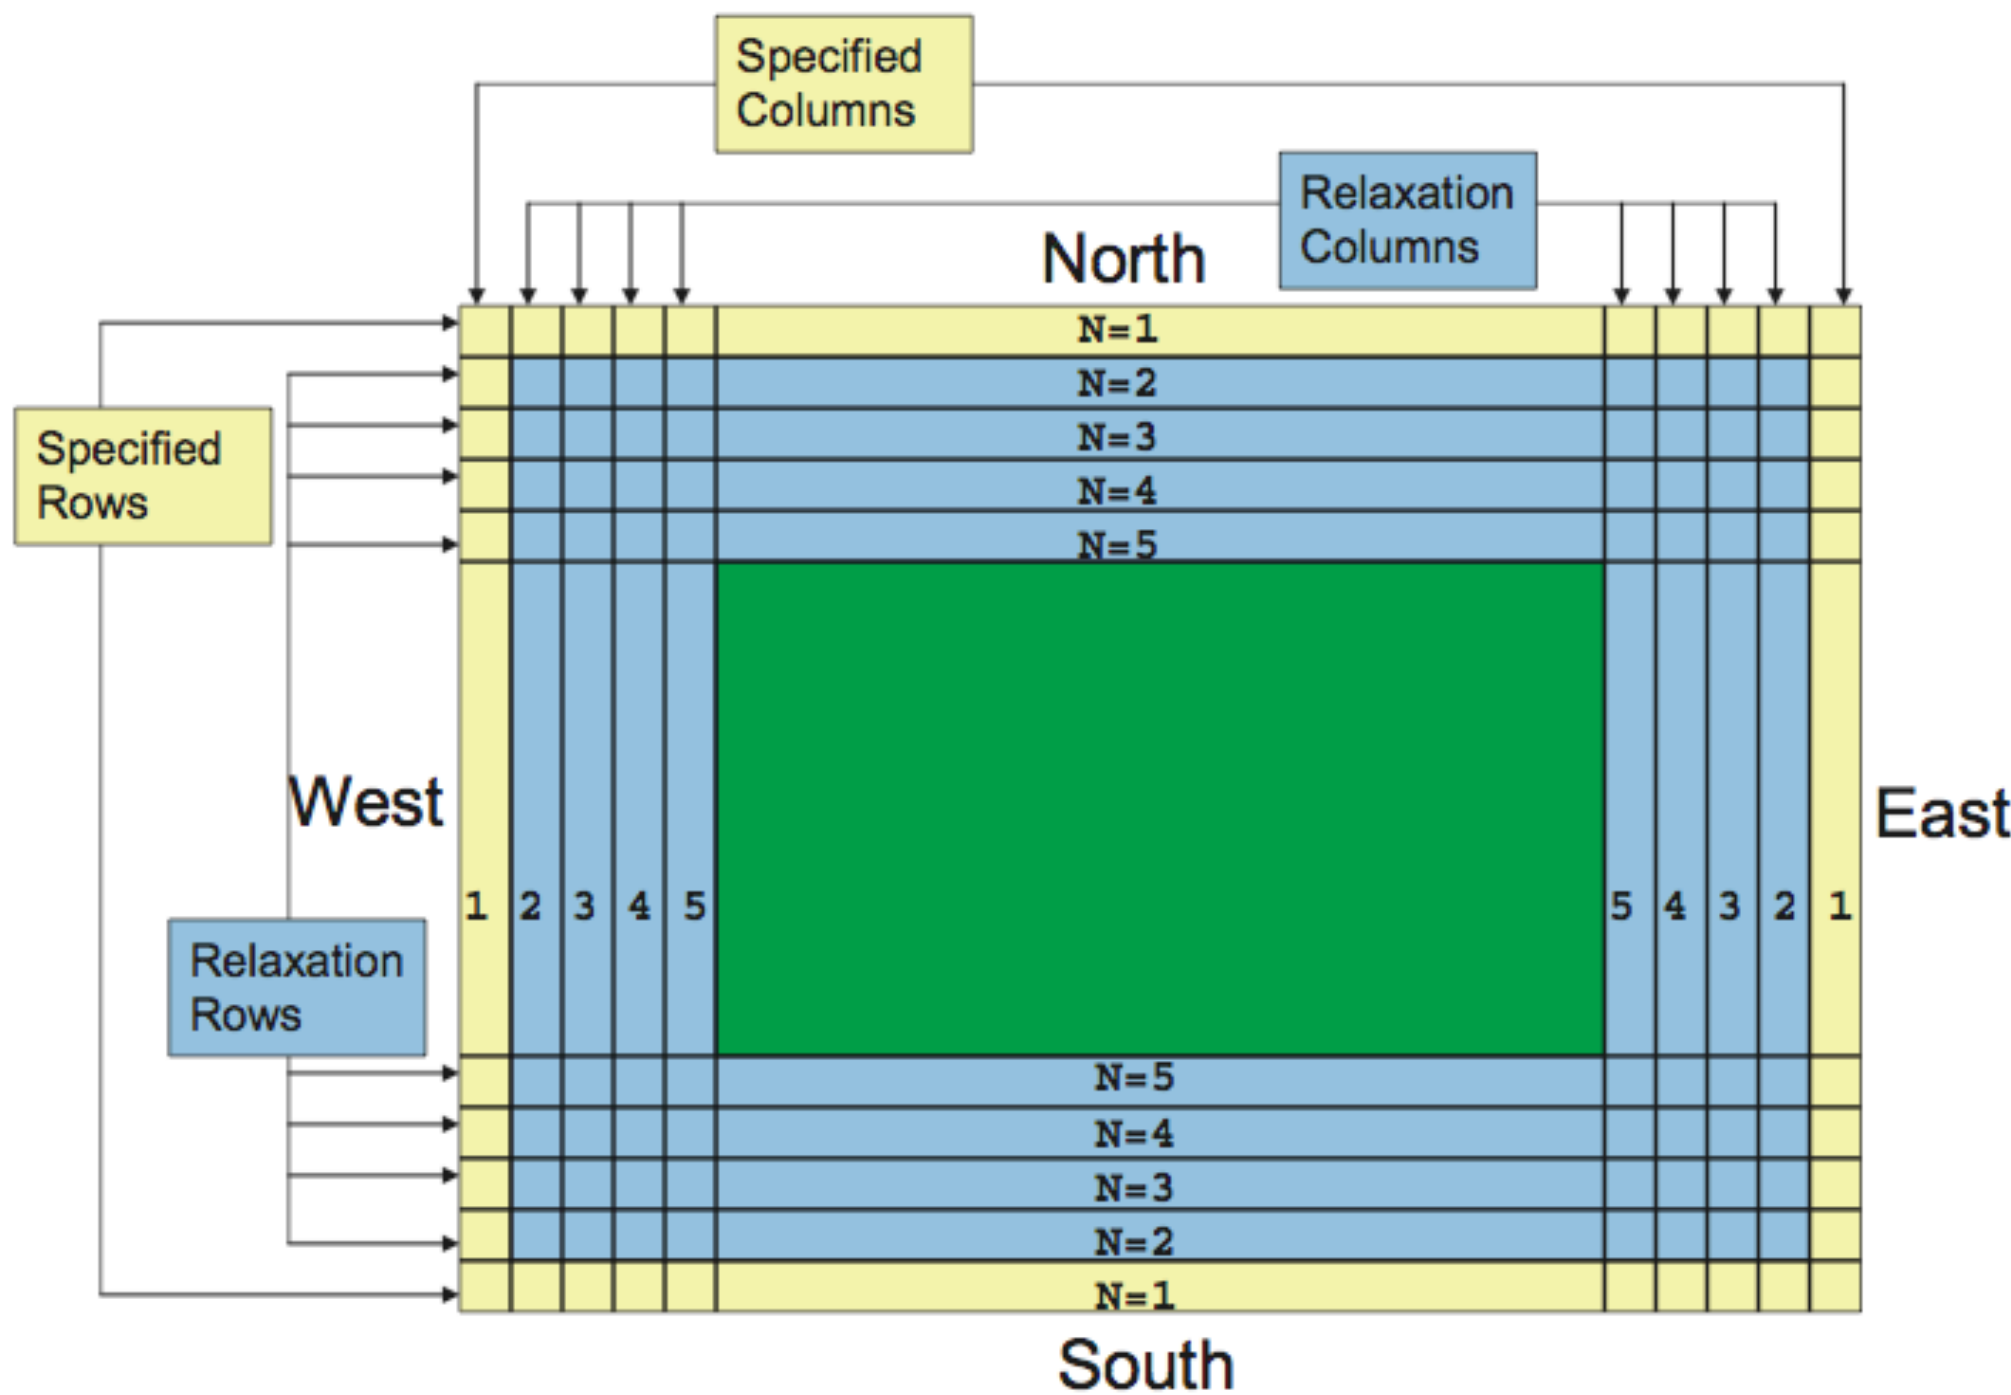 Specified
Columns
Relaxation
Columns
North
N=1
N=2
N=3
N=4
N=5
Specified
Rows
West
East
1 2 3 4 5
5 4 3 2 1
Relaxation
Rows
N=5
N=4
N=3
N=2
N=1
South